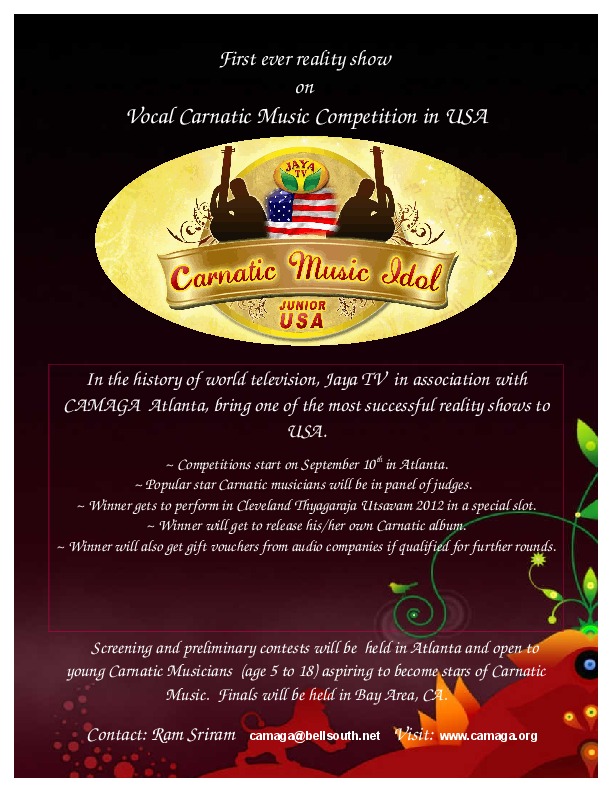 First ever reality show
on
Vocal Carnatic Music Competition in USA
JAYA
TV
Carnatic Music Idol
JUNIOR
USA
In the history of world television, Jaya TV in association with
CAMAGA Atlanta, bring one of the most successful reality shows to
USA.
~ Competitions start on September 10th in Atlanta.
~ Popular star Carnatic musicians will be in panel of judges.
~ Winner gets to perform in Cleveland Thyagaraja Utsavam 2012 in a special slot.
~ Winner will get to release his/her own Carnatic album.
~ Winner will also get gift vouchers from audio companies if qualified for further rounds.
Screening and preliminary contests will be held in Atlanta and open to
young Carnatic Musicians (age 5 to 18) aspiring to become stars of Carnatic
Music. Finals will be held in Bay Area, CA.
Contact: Ram Sriram camaga@bellsouth.net Visit: www.camaga.org